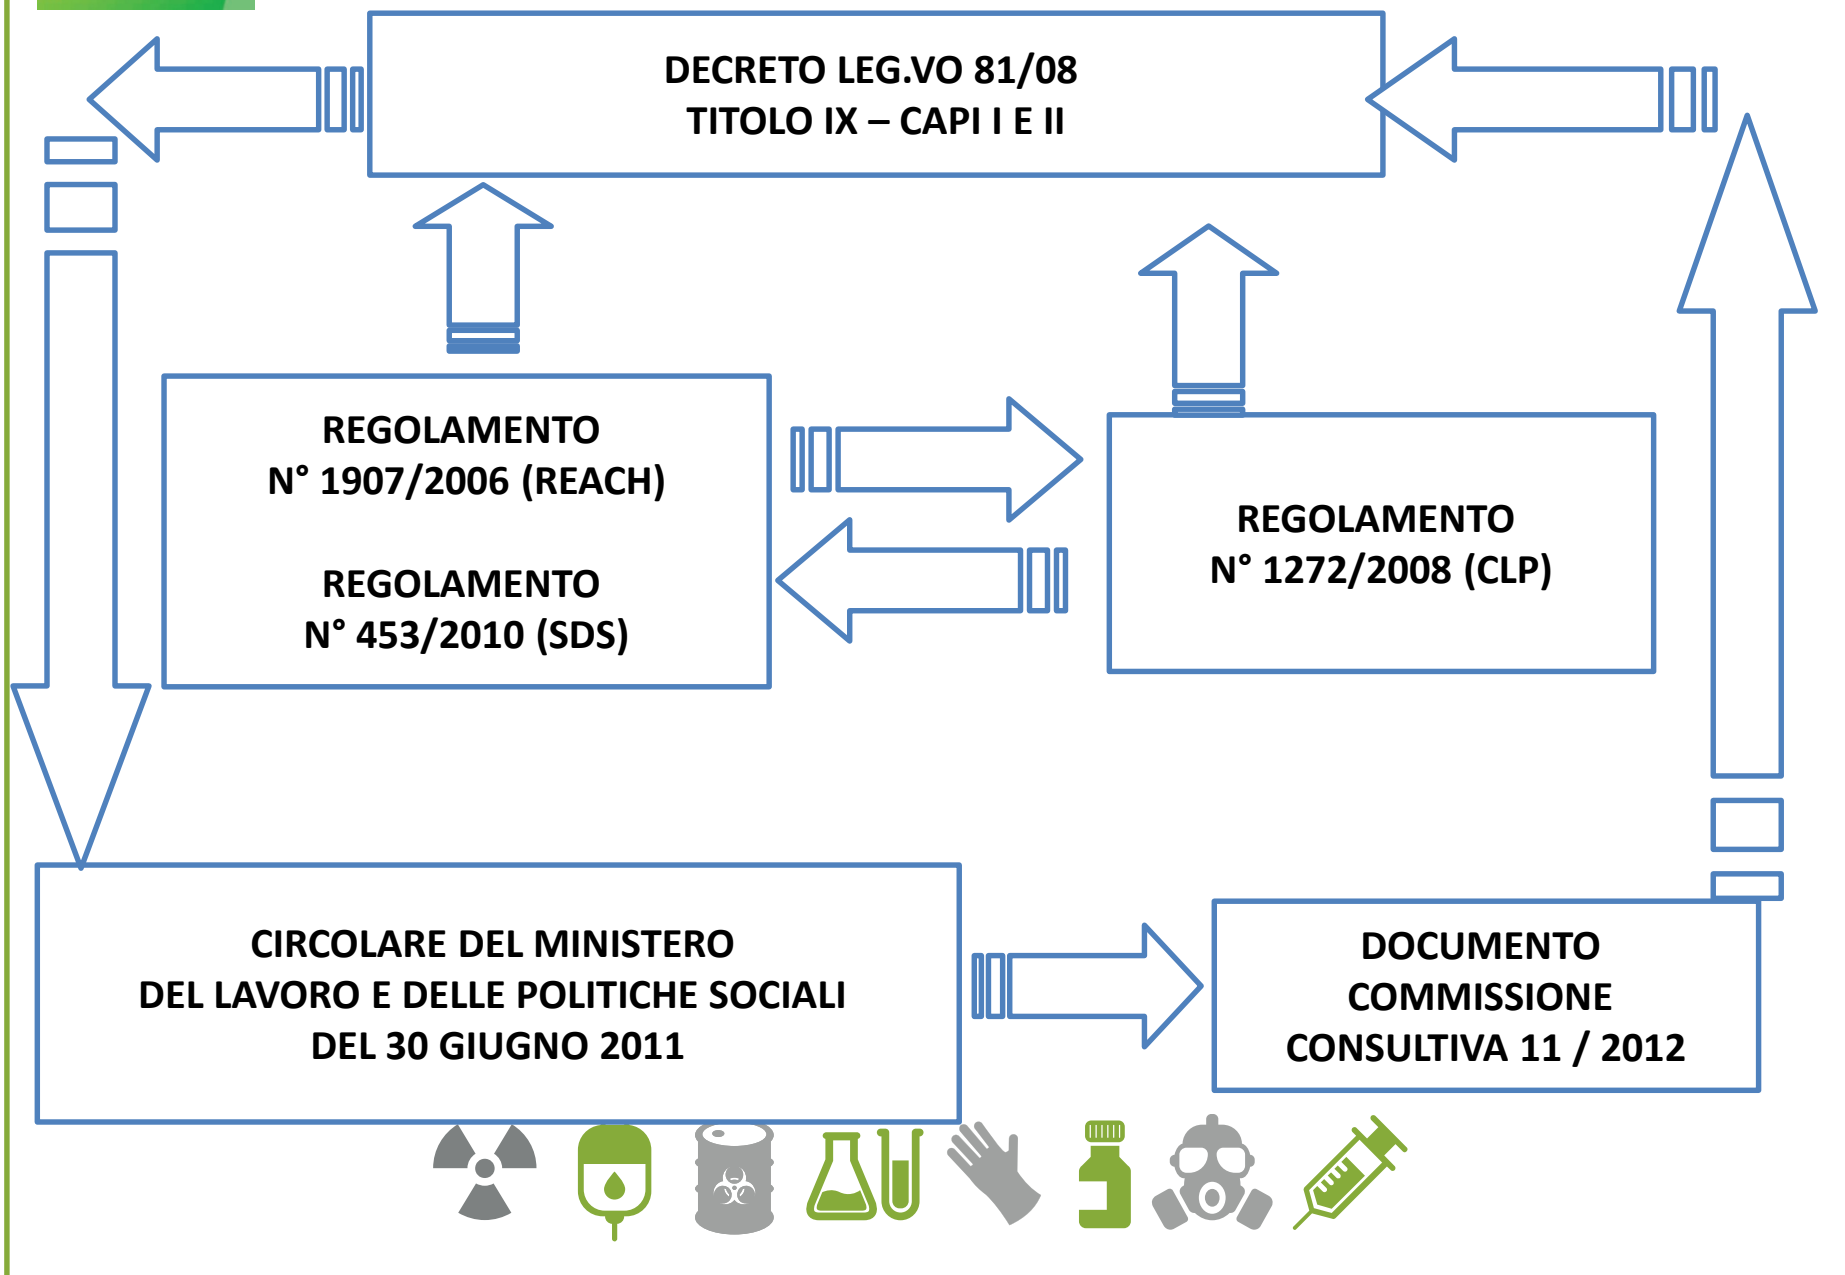 DECRETO LEG.VO 81/08
TITOLO IX – CAPI I E II
REGOLAMENTO
N° 1907/2006 (REACH)
REGOLAMENTO
N° 453/2010 (SDS)
REGOLAMENTO
N° 1272/2008 (CLP)
CIRCOLARE DEL MINISTERO
DEL LAVORO E DELLE POLITICHE SOCIALI
DEL 30 GIUGNO 2011
DOCUMENTO
COMMISSIONE
CONSULTIVA 11 / 2012